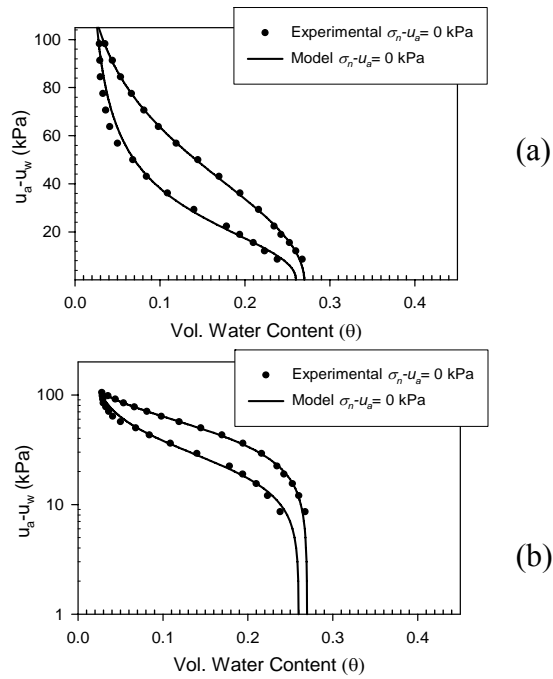 Experimental σn-ua= 0 kPa
Model σn-ua= 0 kPa
(a)
ua-uw (kPa)
100
80
60
40
20
0.0 0.1 0.2 0.3 0.4
Vol. Water Content (θ)
Experimental σn-ua= 0 kPa
Model σn-ua= 0 kPa
(b)
ua-uw (kPa)
100
10
1
0.0 0.1 0.2 0.3 0.4
Vol. Water Content (θ)